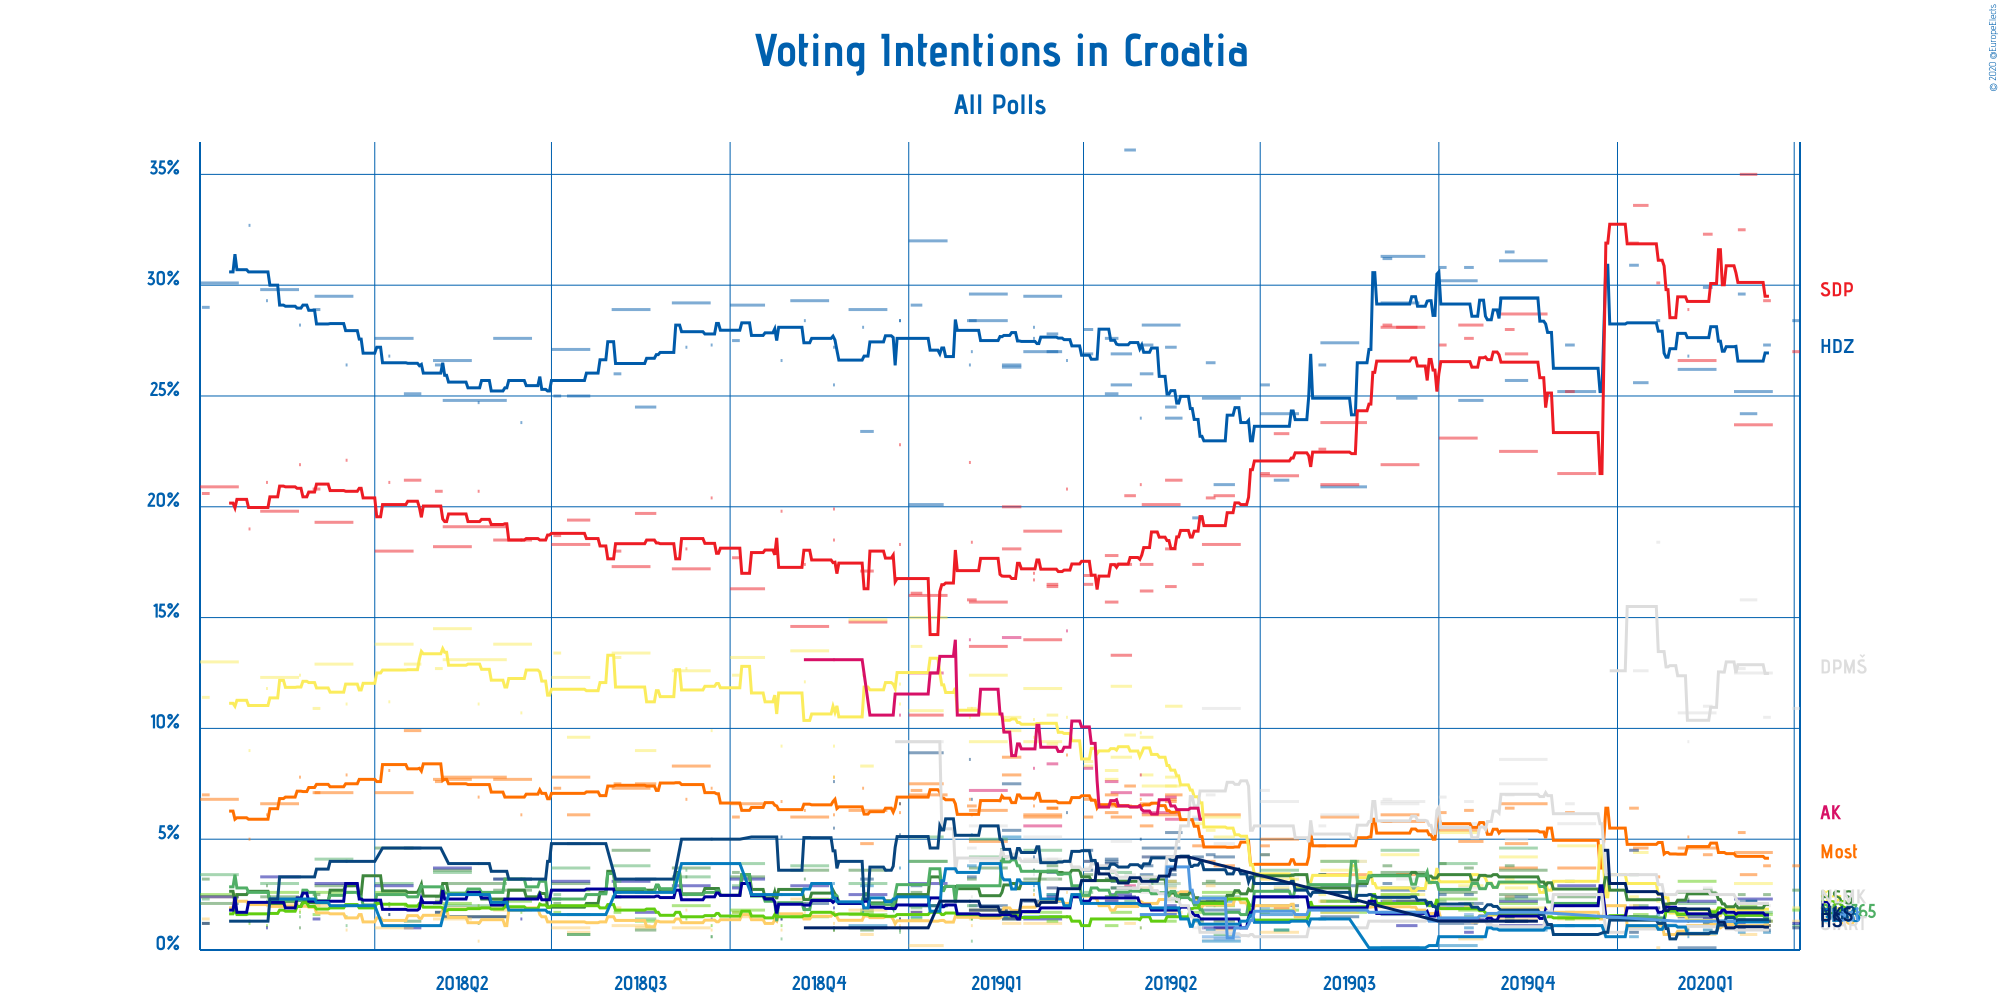 Voting Intentions in Croatia
All Polls
© 2020 @EuropeElects
35%
30%
25%
20%
15%
10%
5%
0%
SDP
HDZ
DPMŠ
AK
Most
2018Q2
2018Q3
2018Q4
2019Q1
2019Q2
2019Q3
2019Q4
2020Q1